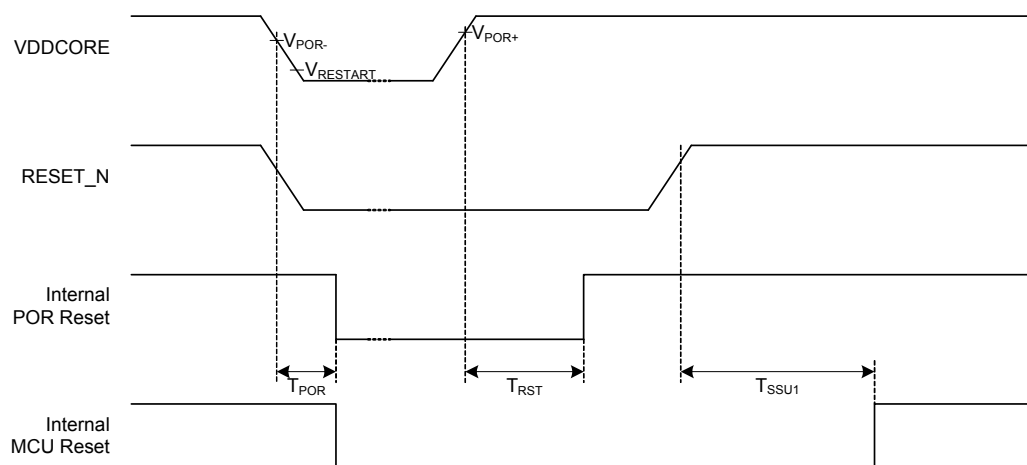 VDDCORE
VPOR-
VRESTART
VPOR+
RESET_N
Internal
POR Reset
TPOR
TRST
TSSU1
Internal
MCU Reset